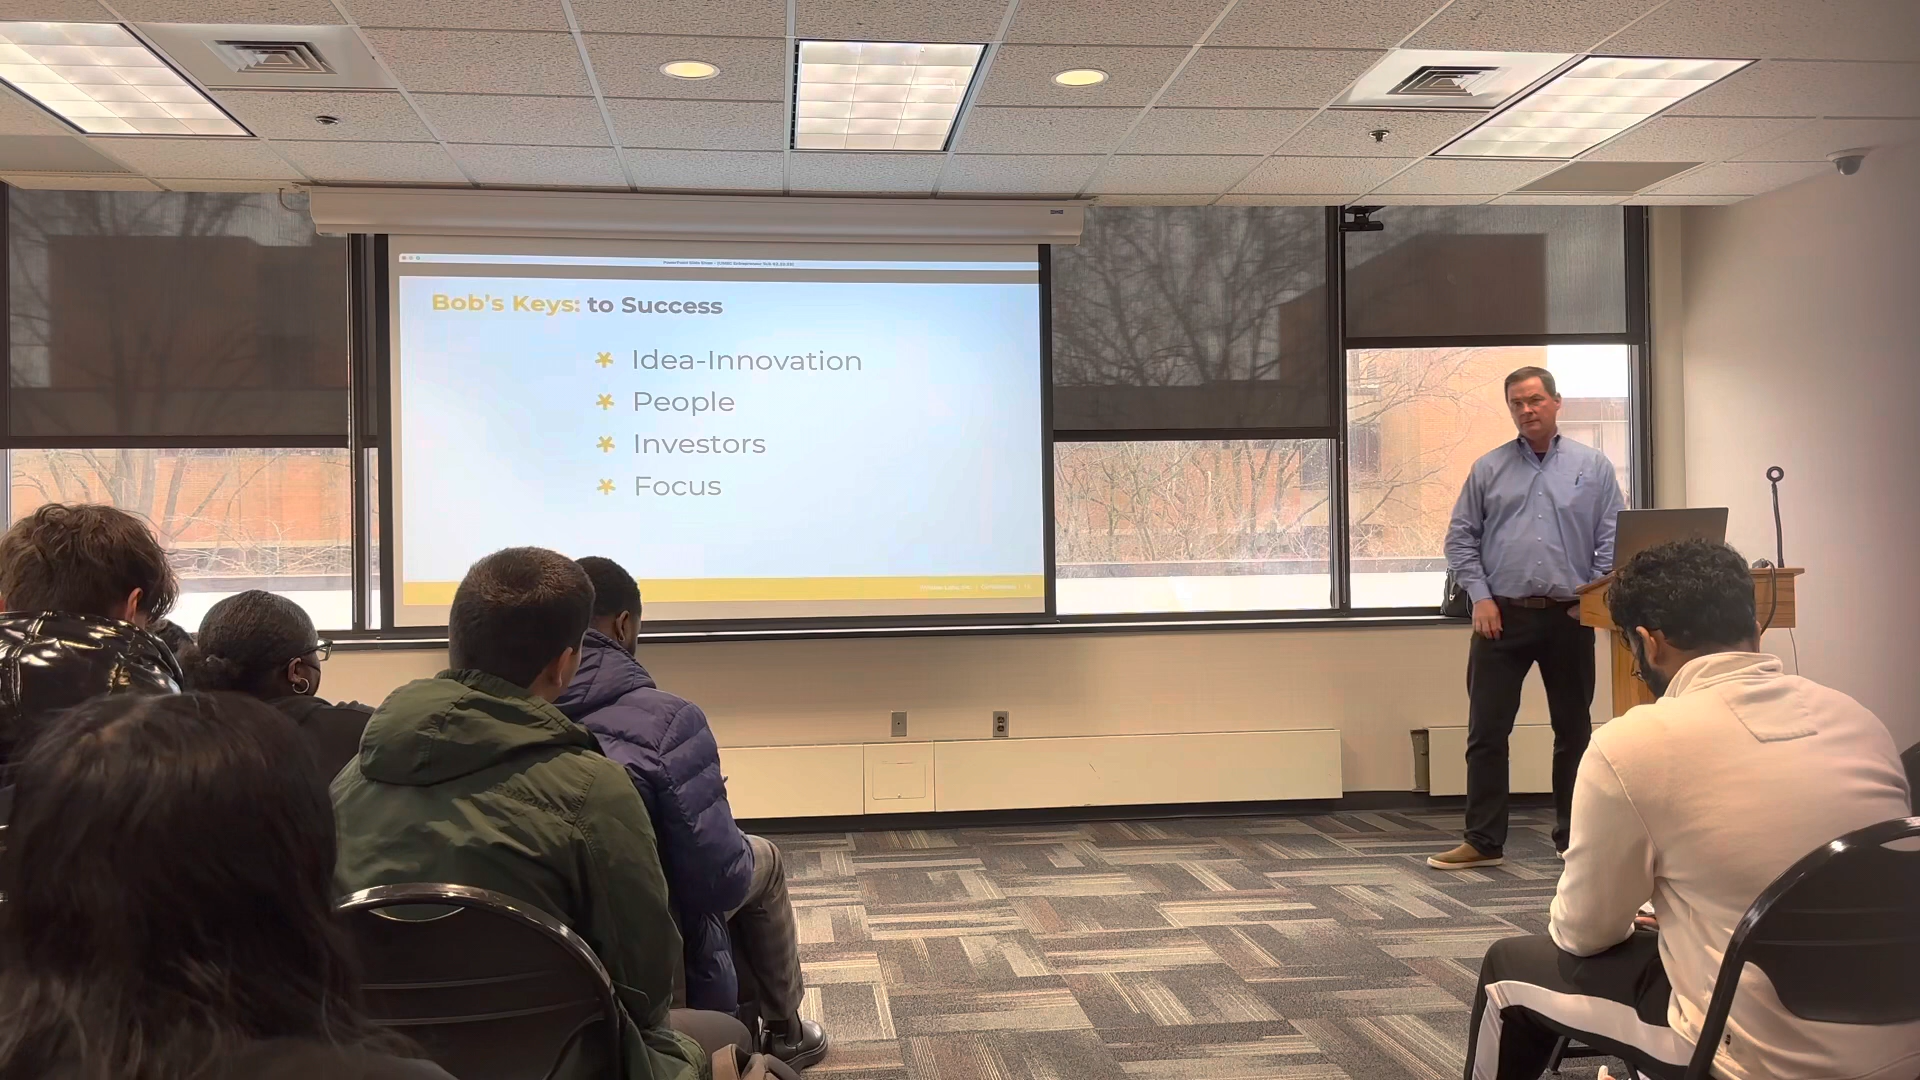 Bob's Keys: to Success
Idea-Innovation
People
Investors
Focus